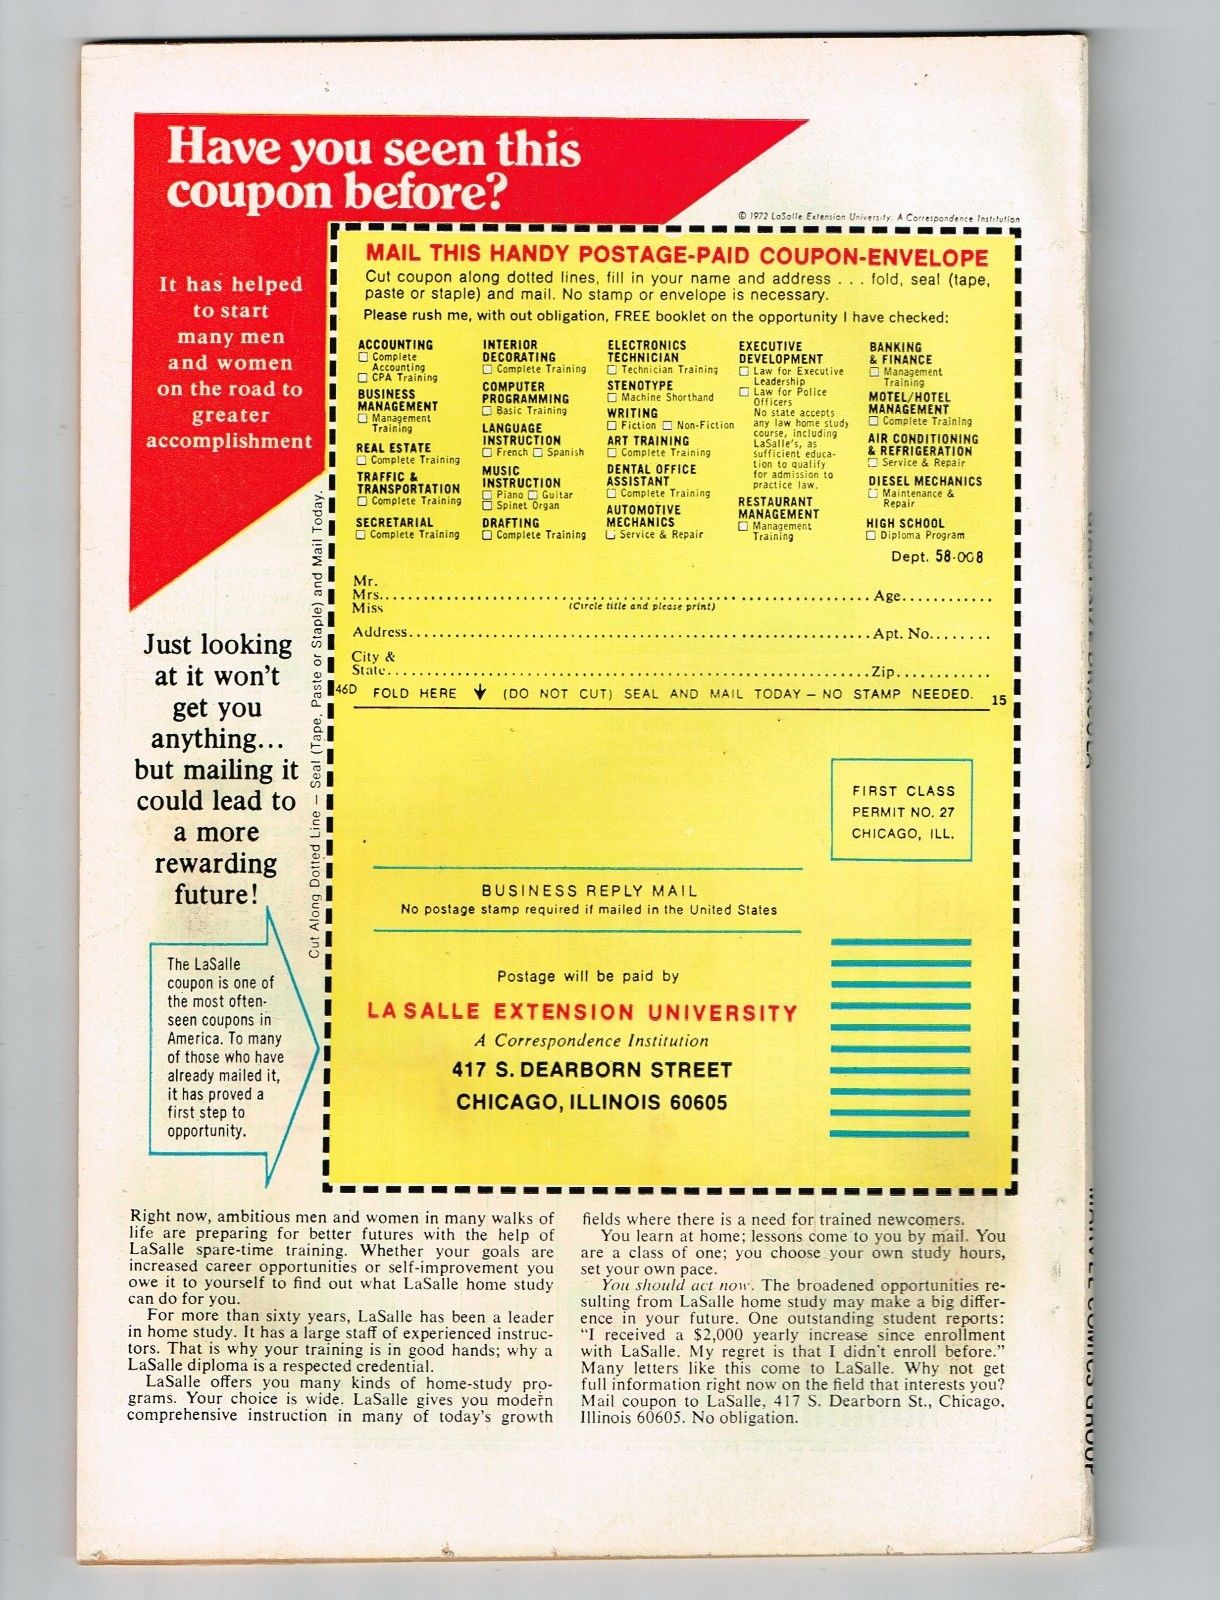 Have you seen this
coupon before?
© 1972 LaSalle Extension University, A Correspondence Institution
It has helped
to start
many men
and women
on the road to
greater
accomplishment
Just looking
at it won't
get you
anything...
but mailing it
could lead to
a more
rewarding
future!
The LaSalle
coupon is one of
the most often-
seen coupons in
America. To many
of those who have
already mailed it,
it has proved a
first step to
opportunity.
Cut Along Dotted Line — Seal (Tape, Paste or Staple) and Mail Today.
MAIL THIS HANDY POSTAGE-PAID COUPON-ENVELOPE
Cut coupon along dotted lines, fill in your name and address . . . fold, seal (tape,
paste or staple) and mail. No stamp or envelope is necessary.
Please rush me, with out obligation, FREE booklet on the opportunity I have checked:
ACCOUNTING
☐ Complete
Accounting
☐ CPA Training
BUSINESS
MANAGEMENT
☐ Management
Training
REAL ESTATE
☐ Complete Training
TRAFFIC &
TRANSPORTATION
☐ Complete Training
SECRETARIAL
☐ Complete Training
INTERIOR
DECORATING
☐ Complete Training
COMPUTER
PROGRAMMING
☐ Basic Training
LANGUAGE
INSTRUCTION
☐ French ☐ Spanish
MUSIC
INSTRUCTION
☐ Piano ☐ Guitar
☐ Spinet Organ
DRAFTING
☐ Complete Training
ELECTRONICS
TECHNICIAN
☐ Technician Training
STENOTYPE
☐ Machine Shorthand
WRITING
☐ Fiction ☐ Non-Fiction
ART TRAINING
☐ Complete Training
DENTAL OFFICE
ASSISTANT
☐ Complete Training
AUTOMOTIVE
MECHANICS
☐ Service & Repair
EXECUTIVE
DEVELOPMENT
☐ Law for Executive
Leadership
☐ Law for Police
Officers
No state accepts
any law home study
course, including
LaSalle's, as
sufficient educa-
tion to qualify
for admission to
practice law.
RESTAURANT
MANAGEMENT
☐ Management
Training
BANKING
& FINANCE
☐ Management
Training
MOTEL/HOTEL
MANAGEMENT
☐ Complete Training
AIR CONDITIONING
& REFRIGERATION
☐ Service & Repair
DIESEL MECHANICS
☐ Maintenance &
Repair
HIGH SCHOOL
☐ Diploma Program
Dept. 58-008
Mr.
Mrs. Age
Miss (Circle title and please print)
Address Apt. No.
City &
State Zip
46D FOLD HERE (DO NOT CUT) SEAL AND MAIL TODAY — NO STAMP NEEDED. 15
FIRST CLASS
PERMIT NO. 27
CHICAGO, ILL.
BUSINESS REPLY MAIL
No postage stamp required if mailed in the United States
Postage will be paid by
LA SALLE EXTENSION UNIVERSITY
A Correspondence Institution
417 S. DEARBORN STREET
CHICAGO, ILLINOIS 60605
Right now, ambitious men and women in many walks of
life are preparing for better futures with the help of
LaSalle spare-time training. Whether your goals are
increased career opportunities or self-improvement you
owe it to yourself to find out what LaSalle home study
can do for you.
For more than sixty years, LaSalle has been a leader
in home study. It has a large staff of experienced instruc-
tors. That is why your training is in good hands; why a
LaSalle diploma is a respected credential.
LaSalle offers you many kinds of home-study pro-
grams. Your choice is wide. LaSalle gives you modern
comprehensive instruction in many of today's growth
fields where there is a need for trained newcomers.
You learn at home; lessons come to you by mail. You
are a class of one; you choose your own study hours,
set your own pace.
You should act now. The broadened opportunities re-
sulting from LaSalle home study may make a big differ-
ence in your future. One outstanding student reports:
"I received a $2,000 yearly increase since enrollment
with LaSalle. My regret is that I didn't enroll before."
Many letters like this come to LaSalle. Why not get
full information right now on the field that interests you?
Mail coupon to LaSalle, 417 S. Dearborn St., Chicago,
Illinois 60605. No obligation.
MARVEL COMICS GROUP